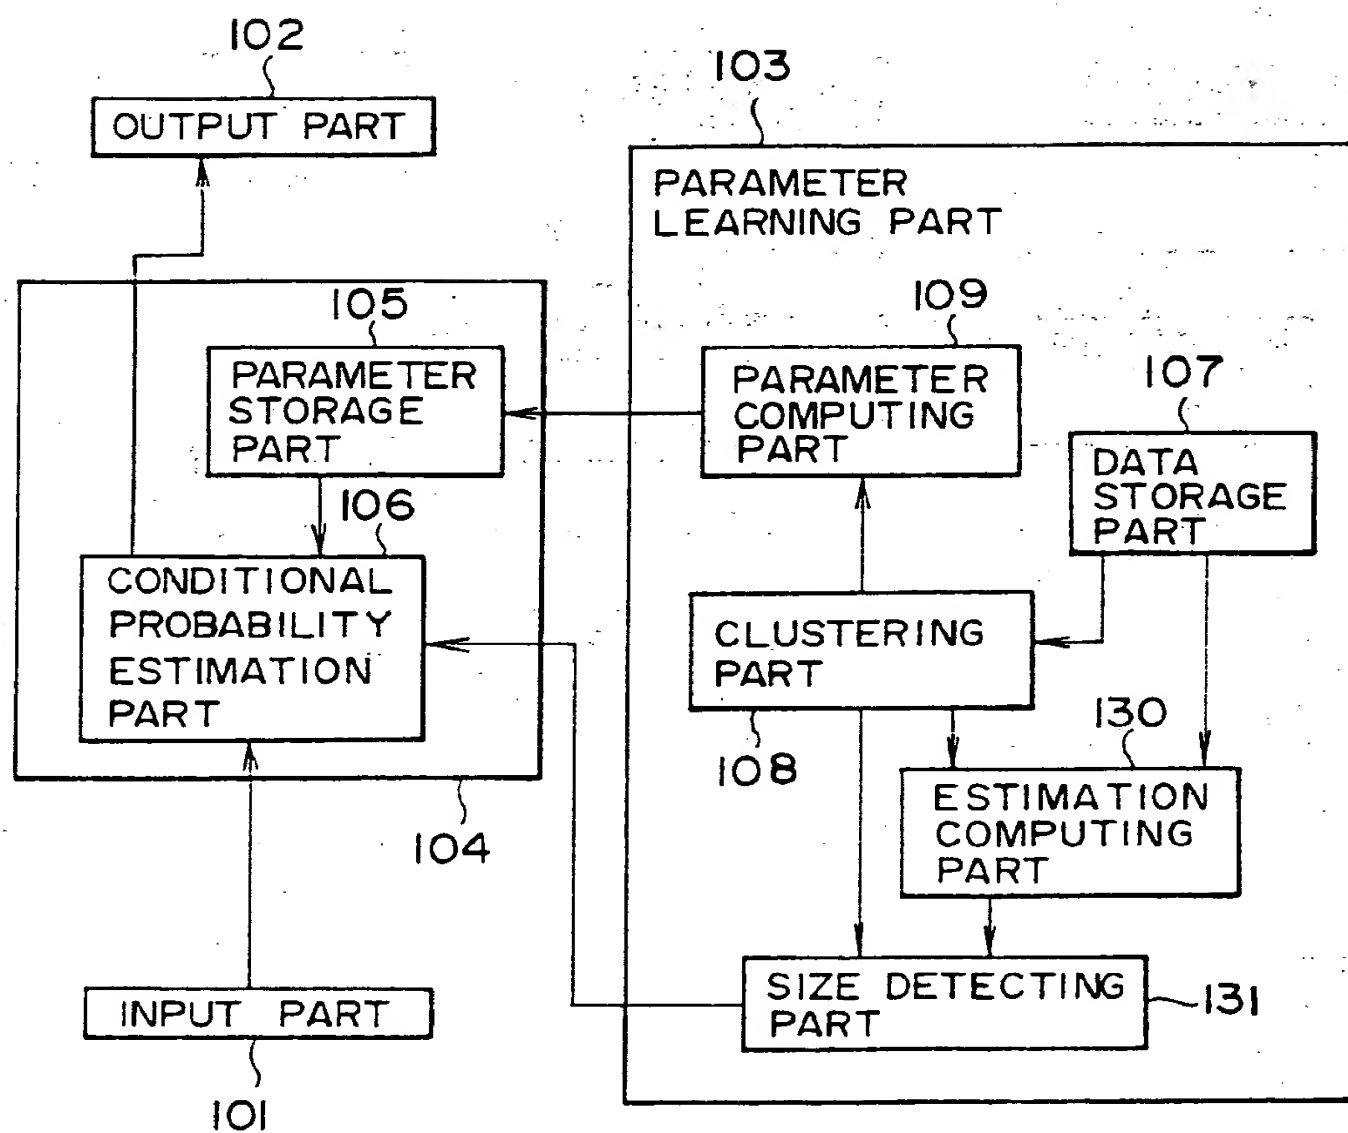 102
OUTPUT PART
103
PARAMETER
LEARNING PART
105
PARAMETER
STORAGE
PART
109
PARAMETER
COMPUTING
PART
107
DATA
STORAGE
PART
106
CONDITIONAL
PROBABILITY
ESTIMATION
PART
104
CLUSTERING
PART
108
130
ESTIMATION
COMPUTING
PART
SIZE DETECTING
PART
131
INPUT PART
101